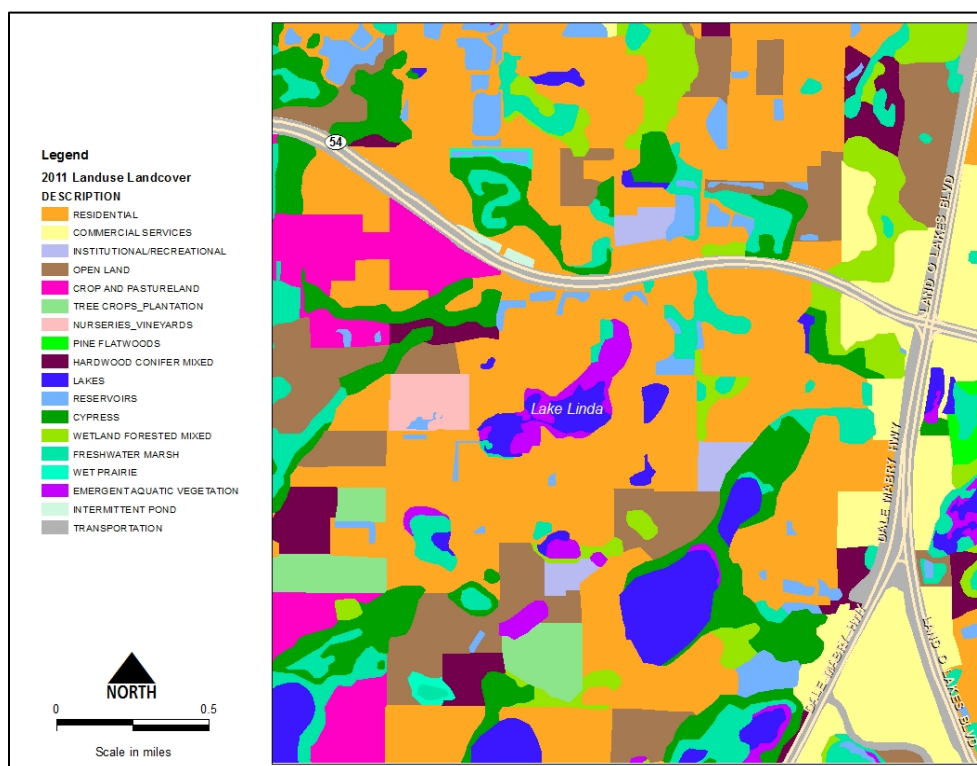 Legend
2011 Landuse Landcover
DESCRIPTION
RESIDENTIAL
COMMERCIAL SERVICES
INSTITUTIONAL/RECREATIONAL
OPEN LAND
CROP AND PASTURELAND
TREE CROPS_PLANTATION
NURSERIES_VINEYARDS
PINE FLATWOODS
HARDWOOD CONIFER MIXED
LAKES
RESERVOIRS
CYPRESS
WETLAND FORESTED MIXED
FRESHWATER MARSH
WET PRAIRIE
EMERGENT AQUATIC VEGETATION
INTERMITTENT POND
TRANSPORTATION
NORTH
0 0.5
Scale in miles
54
LAND O LAKES BLVD
Lake Linda
DALE MABRY HWY
DALE MABRY HWY
LAND O LAKES BLVD